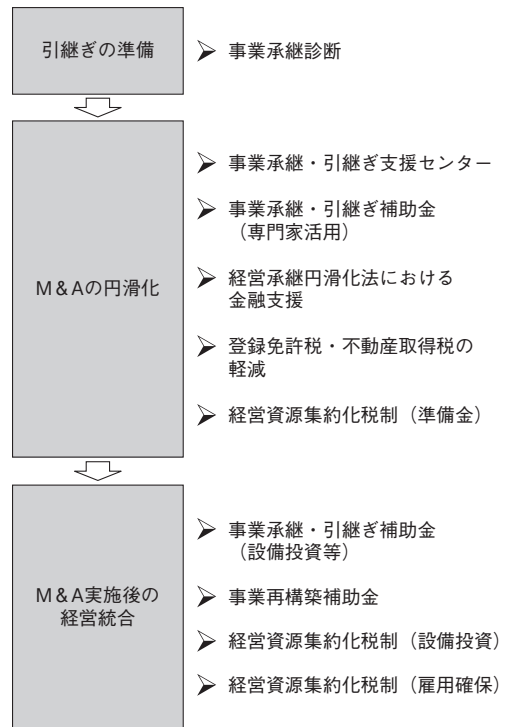 引継ぎの準備
➢ 事業承継診断
M&Aの円滑化
➢ 事業承継・引継ぎ支援センター
➢ 事業承継・引継ぎ補助金
（専門家活用）
➢ 経営承継円滑化法における
金融支援
➢ 登録免許税・不動産取得税の
軽減
➢ 経営資源集約化税制（準備金）
M&A実施後の
経営統合
➢ 事業承継・引継ぎ補助金
（設備投資等）
➢ 事業再構築補助金
➢ 経営資源集約化税制（設備投資）
➢ 経営資源集約化税制（雇用確保）